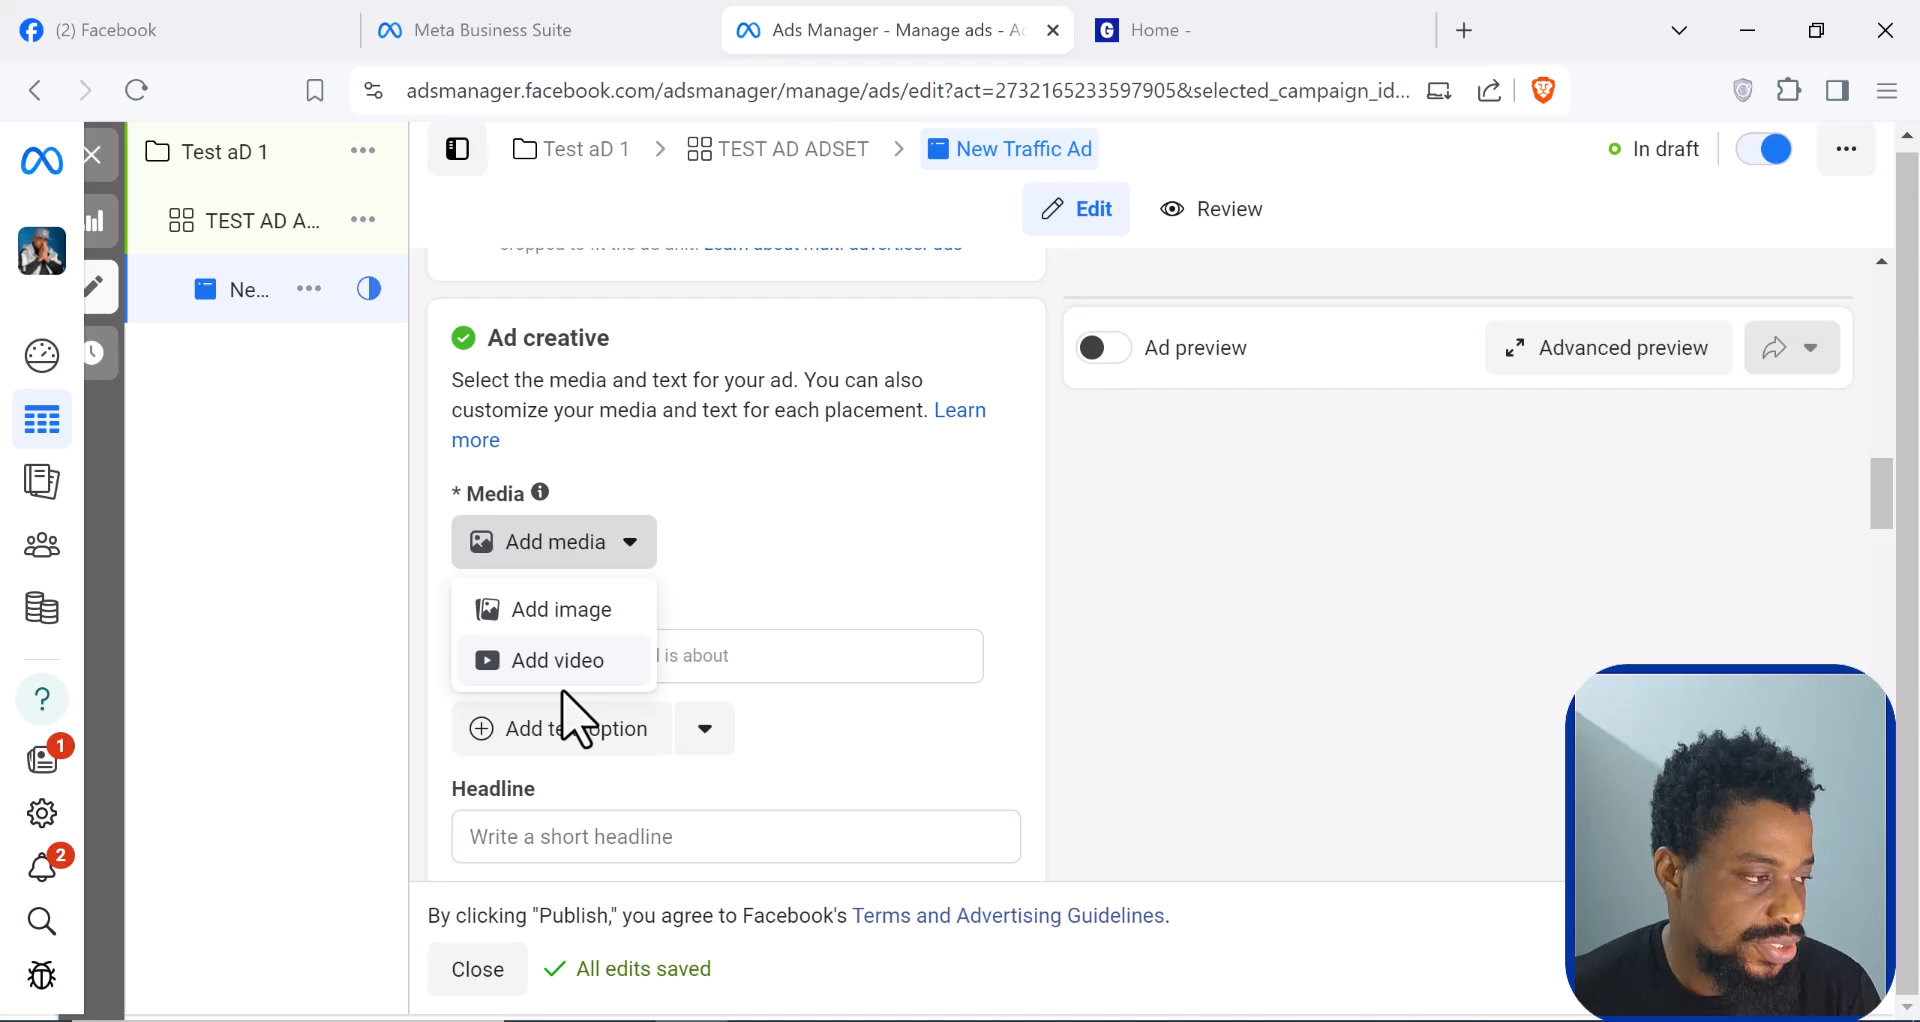 (2) Facebook
Meta Business Suite
Ads Manager - Manage ads - Ac
G Home -
adsmanager.facebook.com/adsmanager/manage/ads/edit?act=2732165233597905&selected_campaign_id...
Test aD 1
TEST AD A...
Ne...
Test aD 1 > TEST AD ADSET > New Traffic Ad
In draft
Edit
Review
Ad creative
Select the media and text for your ad. You can also
customize your media and text for each placement. Learn
more
* Media
Add media
Add image
Add video
is about
Add te option
Headline
Write a short headline
Ad preview
Advanced preview
By clicking "Publish," you agree to Facebook's Terms and Advertising Guidelines.
Close
All edits saved
?
1
2